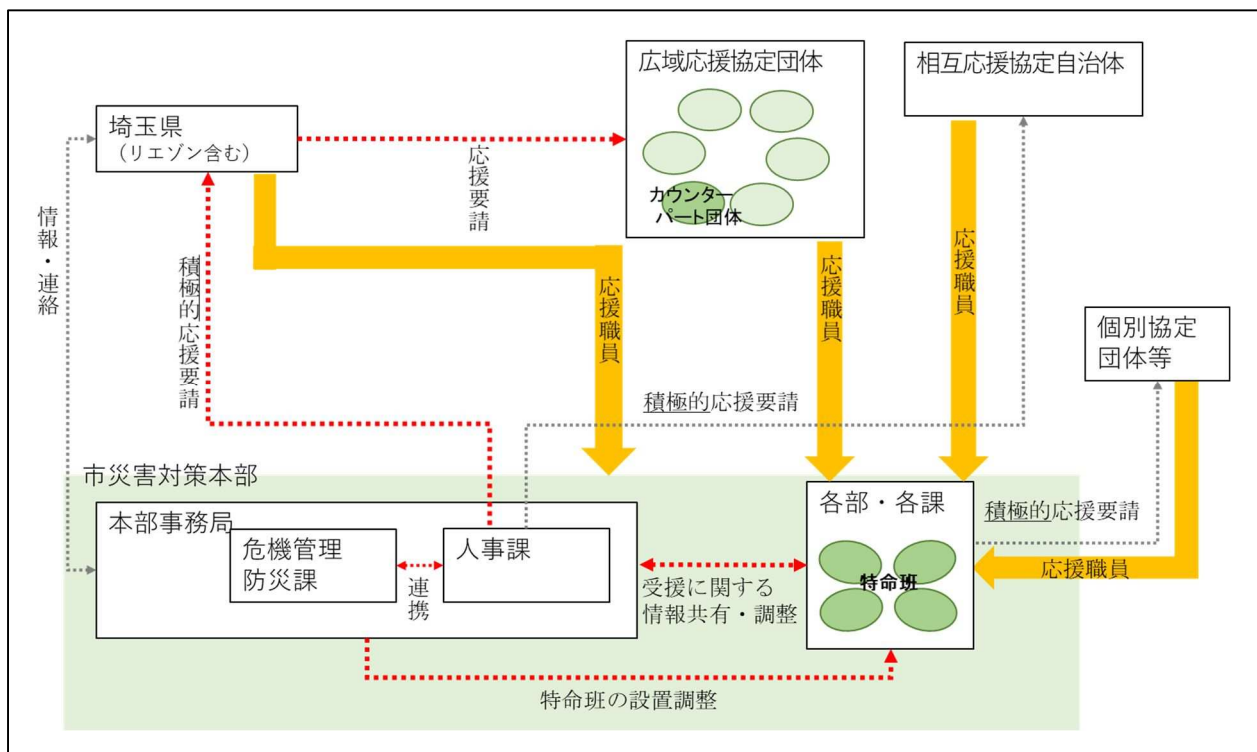 広域応援協定団体
相互応援協定自治体
埼玉県
（リエゾン含む）
応援要請
カウンター
パート団体
情報・連絡
積極的応援要請
応援職員
応援職員
応援職員
個別協定
団体等
積極的応援要請
市災害対策本部
本部事務局
危機管理
防災課
連携
人事課
受援に関する
情報共有・調整
各部・各課
特命班
積極的応援要請
応援職員
特命班の設置調整